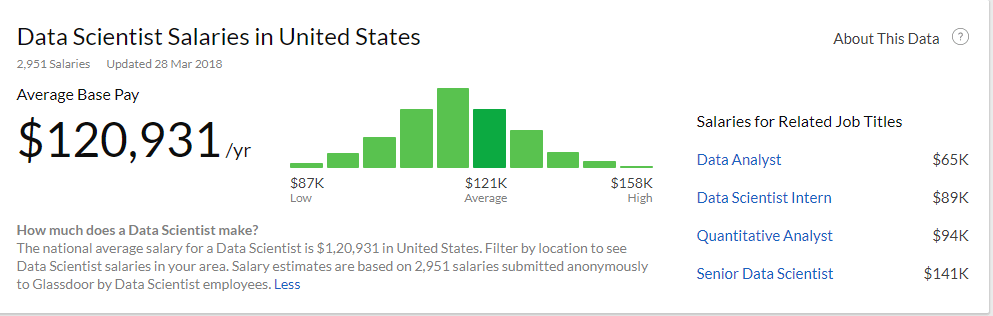 Data Scientist Salaries in United States
2,951 Salaries Updated 28 Mar 2018
About This Data ?
Average Base Pay
$120,931 /yr
$87K
Low
$121K
Average
$158K
High
How much does a Data Scientist make?
The national average salary for a Data Scientist is $1,20,931 in United States. Filter by location to see
Data Scientist salaries in your area. Salary estimates are based on 2,951 salaries submitted anonymously
to Glassdoor by Data Scientist employees. Less
Salaries for Related Job Titles
Data Analyst $65K
Data Scientist Intern $89K
Quantitative Analyst $94K
Senior Data Scientist $141K